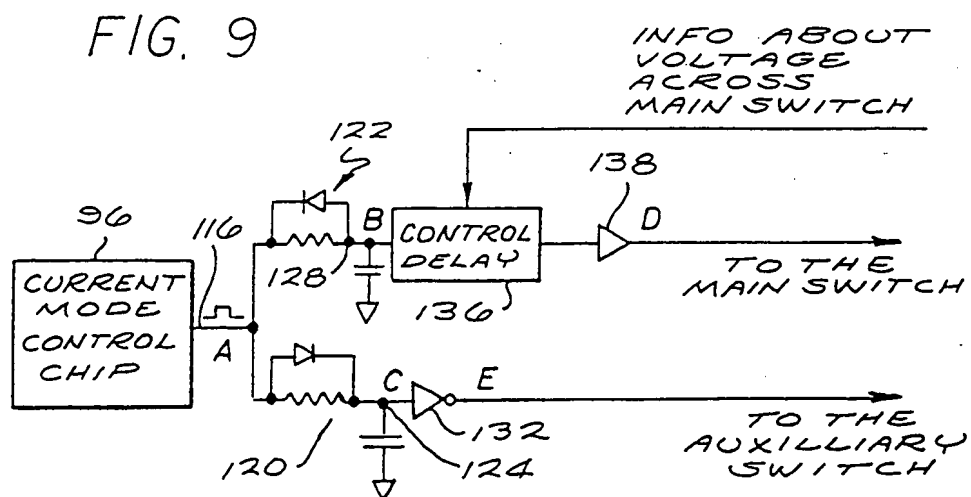 FIG. 9
INFO ABOUT
VOLTAGE
ACROSS
MAIN SWITCH
122
138
96
116
B
D
CONTROL
DELAY
128
136
TO THE
MAIN SWITCH
CURRENT
MODE
CONTROL
CHIP
A
C
E
120
124
132
TO THE
AUXILLIARY
SWITCH